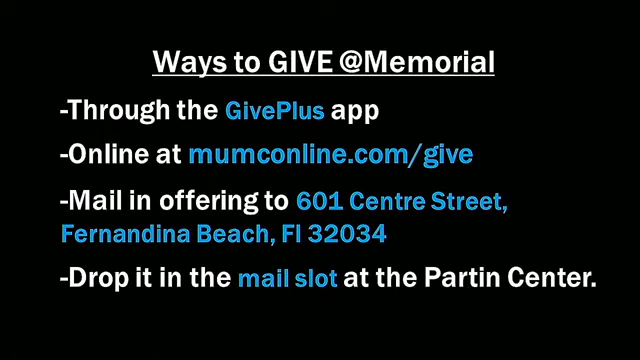 Ways to GIVE @Memorial
-Through the GivePlus app
-Online at mumconline.com/give
-Mail in offering to 601 Centre Street,
Fernandina Beach, Fl 32034
-Drop it in the mail slot at the Partin Center.